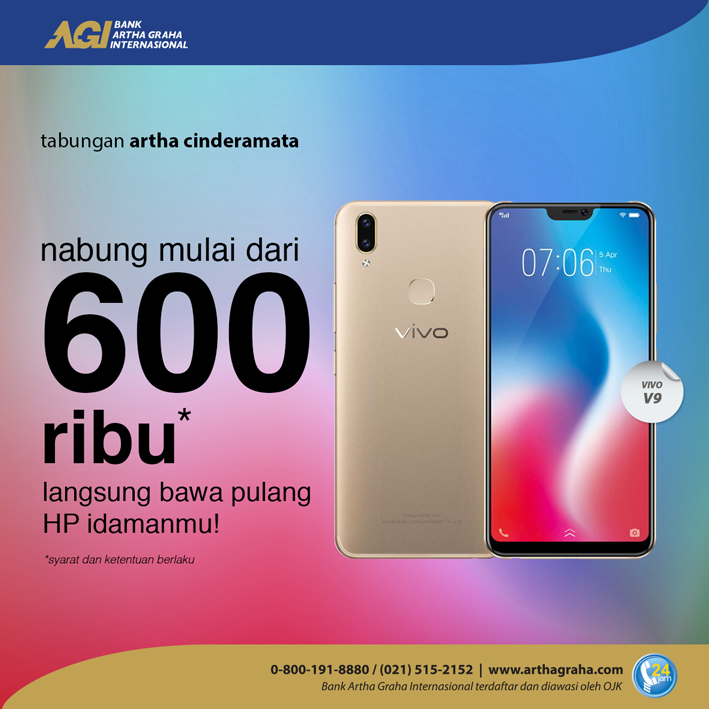 AGI BANK
ARTHA GRAHA
INTERNASIONAL
tabungan artha cinderamata
nabung mulai dari
600
ribu*
langsung bawa pulang
HP idamanmu!
*syarat dan ketentuan berlaku
vivo
07:06
5 Apr
Thu
VIVO
V9
0-800-191-8880 / (021) 515-2152 | www.arthagraha.com
Bank Artha Graha Internasional terdaftar dan diawasi oleh OJK
24
jam